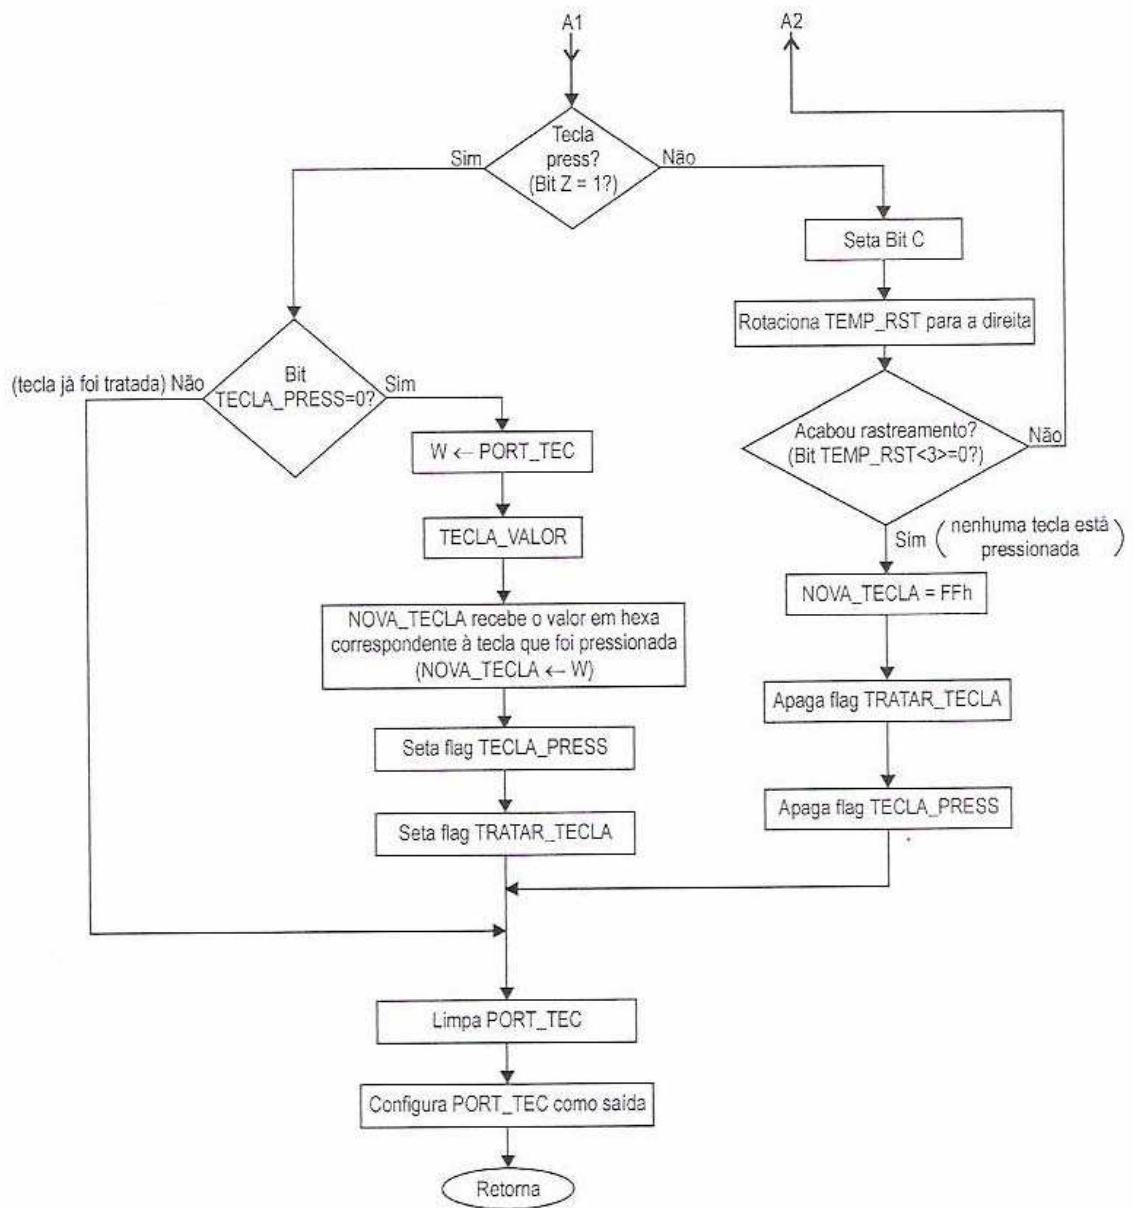 A1
A2
Tecla
press?
(Bit Z = 1?)
Sim
Não
Seta Bit C
Rotaciona TEMP_RST para a direita
Bit
TECLA_PRESS=0?
(tecla já foi tratada) Não
Sim
W ← PORT_TEC
TECLA_VALOR
NOVA_TECLA recebe o valor em hexa
correspondente à tecla que foi pressionada
(NOVA_TECLA ← W)
Seta flag TECLA_PRESS
Seta flag TRATAR_TECLA
Acabou rastreamento?
(Bit TEMP_RST<3>=0?)
Não
Sim
(nenhuma tecla está
pressionada)
NOVA_TECLA = FFh
Apaga flag TRATAR_TECLA
Apaga flag TECLA_PRESS
Limpa PORT_TEC
Configura PORT_TEC como saída
Retorna